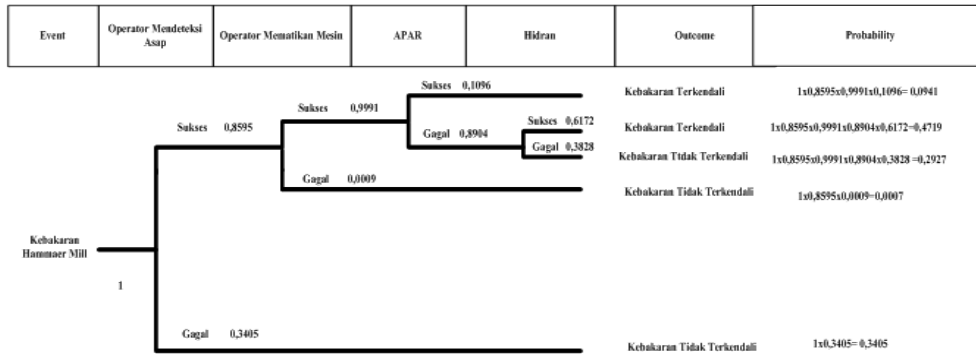 Event
Operator Mendeteksi
Asap
Operator Mematikan Mesin
APAR
Hidran
Outcome
Probability
Sukses 0,1096
Kebakaran Terkendali
1x0,8595x0,9991x0,1096= 0,0941
Sukses 0,9991
Sukses 0,6172
Kebakaran Terkendali
1x0,8595x0,9991x0,8904x0,6172=0,4719
Sukses 0,8595
Gagal 0,8904
Gagal 0,3828
Kebakaran Ttdak Terkendali
1x0,8595x0,9991x0,8904x0,3828 =0,2927
Gagal 0,0009
Kebakaran Tidak Terkendali
1x0,8595x0,0009=0,0007
Kebakaran
Hammaer Mill
1
Gagal 0,3405
Kebakaran Tidak Terkendali
1x0,3405= 0,3405